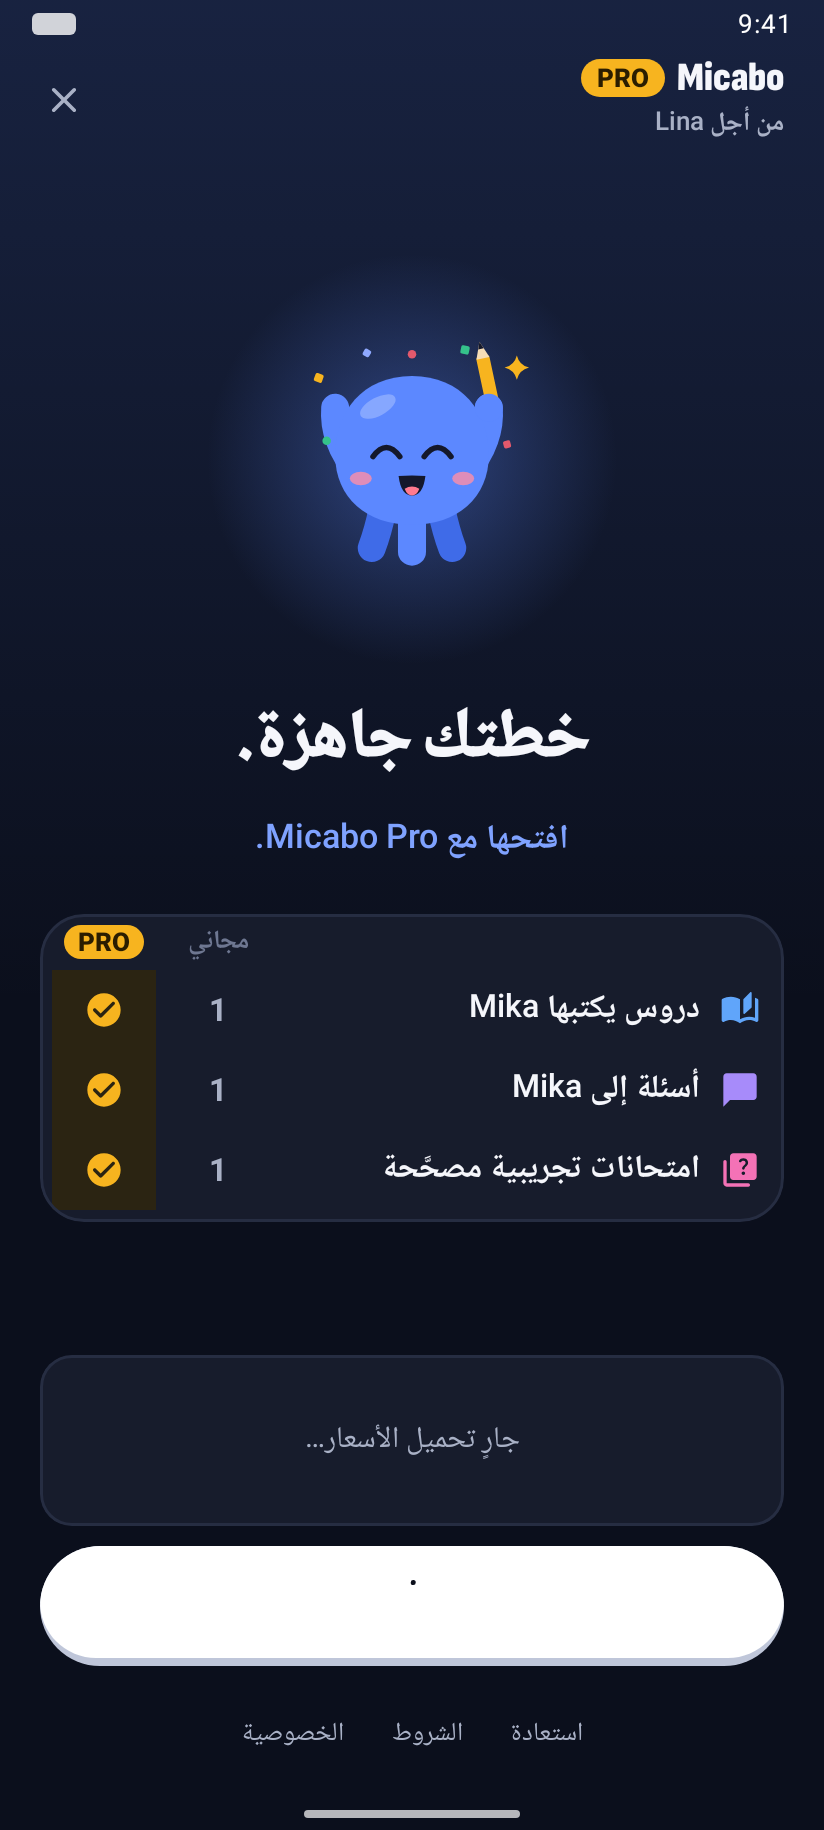 9:41
Micabo PRO
من أجل Lina
خطتك جاهزة.
افتحها مع Micabo Pro.
مجاني PRO
دروس يكتبها Mika 1
أسئلة إلى Mika 1
? امتحانات تجريبية مصحَّحة 1
جارٍ تحميل الأسعار...
استعادة الشروط الخصوصية